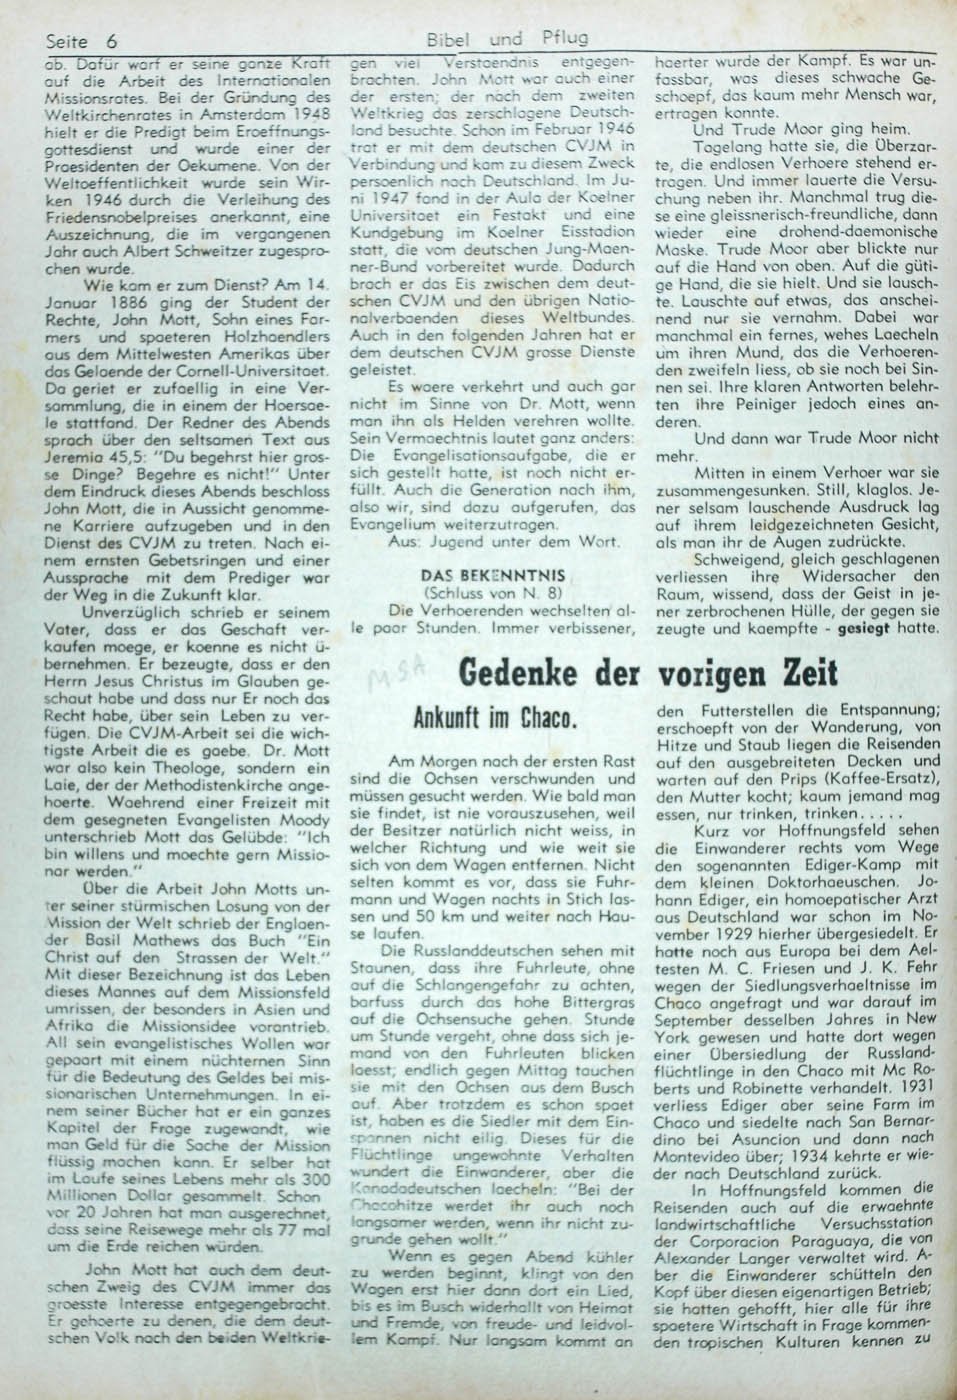 Seite 6
Bibel und Pflug
ab. Dafür warf er seine ganze Kraft
auf die Arbeit des Internationalen
Missionsrates. Bei der Gründung des
Weltkirchenrates in Amsterdam 1948
hielt er die Predigt beim Eroeffnungs-
gottesdienst und wurde einer der
Praesidenten der Oekumene. Von der
Weltoeffentlichkeit wurde sein Wir-
ken 1946 durch die Verleihung des
Friedensnobelpreises anerkannt, eine
Auszeichnung, die im vergangenen
Jahr auch Albert Schweitzer zugespro-
chen wurde.
Wie kam er zum Dienst? Am 14.
Januar 1886 ging der Student der
Rechte, John Mott, Sohn eines Far-
mers und spaeteren Holzhaendlers
aus dem Mittelwesten Amerikas über
das Gelaende der Cornell-Universitaet.
Da geriet er zufaellig in eine Ver-
sammlung, die in einem der Hoersae-
le stattfand. Der Redner des Abends
sprach über den seltsamen Text aus
Jeremia 45,5: "Du begehrst hier gros-
se Dinge? Begehre es nicht!" Unter
dem Eindruck dieses Abends beschloss
John Mott, die in Aussicht genomme-
ne Karriere aufzugeben und in den
Dienst des CVJM zu treten. Nach ei-
nem ernsten Gebetsringen und einer
Aussprache mit dem Prediger war
der Weg in die Zukunft klar.
Unverzüglich schrieb er seinem
Vater, dass er das Geschaft ver-
kaufen moege, er koenne es nicht ü-
bernehmen. Er bezeugte, dass er den
Herrn Jesus Christus im Glauben ge-
schaut habe und dass nur Er noch das
Recht habe, über sein Leben zu ver-
fügen. Die CVJM-Arbeit sei die wich-
tigste Arbeit die es gaebe. Dr. Mott
war also kein Theologe, sondern ein
Laie, der der Methodistenkirche ange-
hoerte. Waehrend einer Freizeit mit
dem gesegneten Evangelisten Moody
unterschrieb Mott das Gelübde: "Ich
bin willens und moechte gern Missio-
nar werden."
Über die Arbeit John Motts un-
ter seiner stürmischen Losung von der
Mission der Welt schrieb der Englaen-
der Basil Mathews das Buch "Ein
Christ auf den Strassen der Welt."
Mit dieser Bezeichnung ist das Leben
dieses Mannes auf dem Missionsfeld
umrissen, der besonders in Asien und
Afrika die Missionsidee vorantrieb.
All sein evangelistisches Wollen war
gepaart mit einem nüchternen Sinn
für die Bedeutung des Geldes bei mis-
sionarischen Unternehmungen. In ei-
nem seiner Bücher hat er ein ganzes
Kapitel der Frage zugewandt, wie
man Geld für die Sache der Mission
flüssig machen kann. Er selber hat
im Laufe seines Lebens mehr als 300
Millionen Dollar gesammelt. Schon
vor 20 Jahren hat man ausgerechnet,
dass seine Reisewege mehr als 77 mal
um die Erde reichen würden.
John Mott hat auch dem deut-
schen Zweig des CVJM immer das
groesste Interesse entgegengebracht.
Er gehoerte zu denen, die dem deut-
schen Volk nach den beiden Weltkrie-
gen viel Verstaendnis entgegen-
brachten. John Mott war auch einer
der ersten; der nach dem zweiten
Weltkrieg das zerschlagene Deutsch-
land besuchte. Schon im Februar 1946
trat er mit dem deutschen CVJM in
Verbindung und kam zu diesem Zweck
persoenlich nach Deutschland. Im Ju-
ni 1947 fand in der Aula der Koelner
Universitaet ein Festakt und eine
Kundgebung im Koelner Eisstadion
statt, die vom deutschen Jung-Maen-
ner-Bund vorbereitet wurde. Dadurch
brach er das Eis zwischen dem deut-
schen CVJM und den übrigen Natio-
nalverbaenden dieses Weltbundes.
Auch in den folgenden Jahren hat er
dem deutschen CVJM grosse Dienste
geleistet.
Es waere verkehrt und auch gar
nicht im Sinne von Dr. Mott, wenn
man ihn als Helden verehren wollte.
Sein Vermaechtnis lautet ganz anders:
Die Evangelisationsaufgabe, die er
sich gestellt hatte, ist noch nicht er-
füllt. Auch die Generation nach ihm,
also wir, sind dazu aufgerufen, das
Evangelium weiterzutragen.
Aus: Jugend unter dem Wort.
DAS BEKENNTNIS
(Schluss von N. 8)
Die Verhoerenden wechselten al-
le paar Stunden. Immer verbissener,
haerter wurde der Kampf. Es war un-
fassbar, was dieses schwache Ge-
schoepf, das kaum mehr Mensch war,
ertragen konnte.
Und Trude Moor ging heim.
Tagelang hatte sie, die Überzar-
te, die endlosen Verhoere stehend er-
tragen. Und immer lauerte die Versu-
chung neben ihr. Manchmal trug die-
se eine gleissnerisch-freundliche, dann
wieder eine drohend-daemonische
Maske. Trude Moor aber blickte nur
auf die Hand von oben. Auf die güti-
ge Hand, die sie hielt. Und sie lausch-
te. Lauschte auf etwas, das anschei-
nend nur sie vernahm. Dabei war
manchmal ein fernes, wehes Laecheln
um ihren Mund, das die Verhoeren-
den zweifeln liess, ob sie noch bei Sin-
nen sei. Ihre klaren Antworten belehr-
ten ihre Peiniger jedoch eines an-
deren.
Und dann war Trude Moor nicht
mehr.
Mitten in einem Verhoer war sie
zusammengesunken. Still, klaglos. Je-
ner selsam lauschende Ausdruck lag
auf ihrem leidgezeichneten Gesicht,
als man ihr de Augen zudrückte.
Schweigend, gleich geschlagenen
verliessen ihre Widersacher den
Raum, wissend, dass der Geist in je-
ner zerbrochenen Hülle, der gegen sie
zeugte und kaempfte - gesiegt hatte.
MSA
Gedenke der vorigen Zeit
Ankunft im Chaco.
Am Morgen nach der ersten Rast
sind die Ochsen verschwunden und
müssen gesucht werden. Wie bald man
sie findet, ist nie vorauszusehen, weil
der Besitzer natürlich nicht weiss, in
welcher Richtung und wie weit sie
sich von dem Wagen entfernen. Nicht
selten kommt es vor, dass sie Fuhr-
mann und Wagen nachts in Stich las-
sen und 50 km und weiter nach Hau-
se laufen.
Die Russlanddeutschen sehen mit
Staunen, dass ihre Fuhrleute, ohne
auf die Schlangengefahr zu achten,
barfuss durch das hohe Bittergras
auf die Ochsensuche gehen. Stunde
um Stunde vergeht, ohne dass sich je-
mand von den Fuhrleuten blicken
laesst; endlich gegen Mittag tauchen
sie mit den Ochsen aus dem Busch
auf. Aber trotzdem es schon spaet
ist, haben es die Siedler mit dem Ein-
spannen nicht eilig. Dieses für die
Flüchtlinge ungewohnte Verhalten
wundert die Einwanderer, aber die
Kanadadeutschen laecheln: "Bei der
Chacohitze werdet ihr auch noch
langsamer werden, wenn ihr nicht zu-
grunde gehen wollt."
Wenn es gegen Abend kühler
zu werden beginnt, klingt von den
Wagen erst hier dann dort ein Lied,
bis es im Busch widerhallt von Heimat
und Fremde, von freude- und leidvol-
lem Kampf. Nur langsam kommt an
den Futterstellen die Entspannung;
erschoepft von der Wanderung, von
Hitze und Staub liegen die Reisenden
auf den ausgebreiteten Decken und
warten auf den Prips (Kaffee-Ersatz),
den Mutter kocht; kaum jemand mag
essen, nur trinken, trinken.....
Kurz vor Hoffnungsfeld sehen
die Einwanderer rechts vom Wege
den sogenannten Ediger-Kamp mit
dem kleinen Doktorhaeuschen. Jo-
hann Ediger, ein homoepatischer Arzt
aus Deutschland war schon im No-
vember 1929 hierher übergesiedelt. Er
hatte noch aus Europa bei dem Ael-
testen M. C. Friesen und J. K. Fehr
wegen der Siedlungsverhaeltnisse im
Chaco angefragt und war darauf im
September desselben Jahres in New
York gewesen und hatte dort wegen
einer Übersiedlung der Russland-
flüchtlinge in den Chaco mit Mc Ro-
berts und Robinette verhandelt. 1931
verliess Ediger aber seine Farm im
Chaco und siedelte nach San Bernar-
dino bei Asuncion und dann nach
Montevideo über; 1934 kehrte er wie-
der nach Deutschland zurück.
In Hoffnungsfeld kommen die
Reisenden auch auf die erwaehnte
landwirtschaftliche Versuchsstation
der Corporacion Paraguaya, die von
Alexander Langer verwaltet wird. A-
ber die Einwanderer schütteln den
Kopf über diesen eigenartigen Betrieb;
sie hatten gehofft, hier alle für ihre
spaetere Wirtschaft in Frage kommen-
den tropischen Kulturen kennen zu